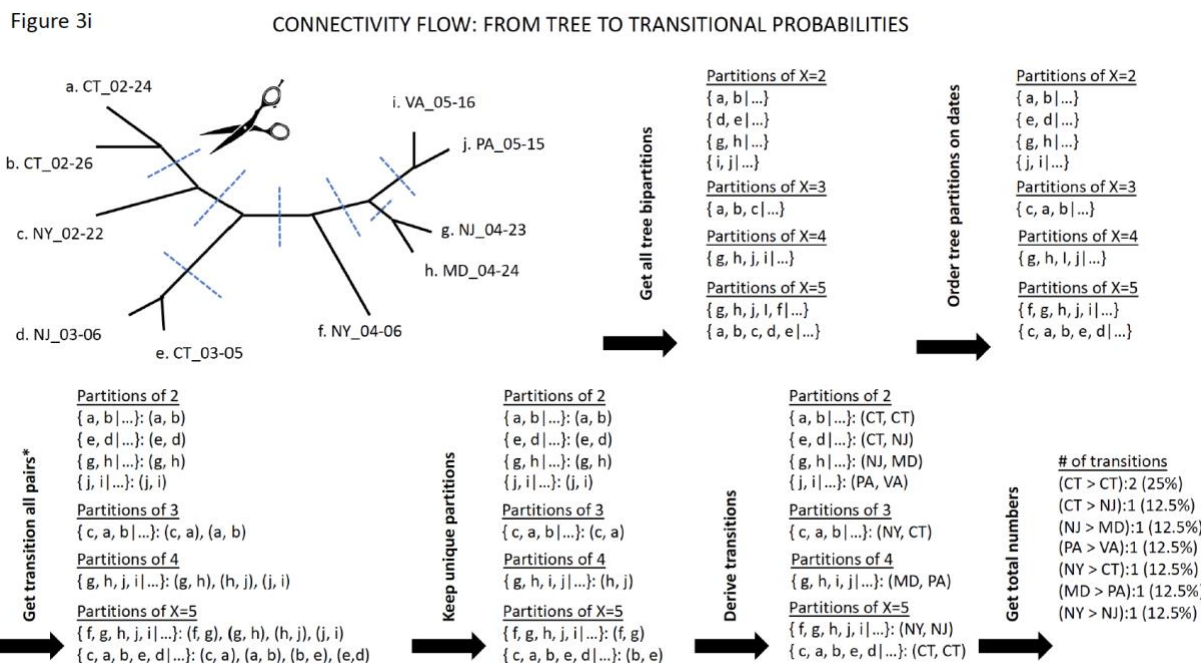 Figure 3i
CONNECTIVITY FLOW: FROM TREE TO TRANSITIONAL PROBABILITIES
a. CT_02-24
b. CT_02-26
c. NY_02-22
d. NJ_03-06
e. CT_03-05
f. NY_04-06
i. VA_05-16
j. PA_05-15
g. NJ_04-23
h. MD_04-24
Get all tree bipartitions
Partitions of X=2
{ a, b|...}
{ d, e|...}
{ g, h|...}
{ i, j|...}
Partitions of X=3
{ a, b, c|...}
Partitions of X=4
{ g, h, j, i|...}
Partitions of X=5
{ g, h, j, I, f|...}
{ a, b, c, d, e|...}
Order tree partitions on dates
Partitions of X=2
{ a, b|...}
{ e, d|...}
{ g, h|...}
{ j, i|...}
Partitions of X=3
{ c, a, b|...}
Partitions of X=4
{ g, h, I, j|...}
Partitions of X=5
{ f, g, h, j, i|...}
{ c, a, b, e, d|...}
Get transition all pairs*
Partitions of 2
{ a, b|...}: (a, b)
{ e, d|...}: (e, d)
{ g, h|...}: (g, h)
{ j, i|...}: (j, i)
Partitions of 3
{ c, a, b|...}: (c, a), (a, b)
Partitions of 4
{ g, h, j, i|...}: (g, h), (h, j), (j, i)
Partitions of X=5
{ f, g, h, j, i|...}: (f, g), (g, h), (h, j), (j, i)
{ c, a, b, e, d|...}: (c, a), (a, b), (b, e), (e,d)
Keep unique partitions
Partitions of 2
{ a, b|...}: (a, b)
{ e, d|...}: (e, d)
{ g, h|...}: (g, h)
{ j, i|...}: (j, i)
Partitions of 3
{ c, a, b|...}: (c, a)
Partitions of 4
{ g, h, i, j|...}: (h, j)
Partitions of X=5
{ f, g, h, j, i|...}: (f, g)
{ c, a, b, e, d|...}: (b, e)
Derive transitions
Partitions of 2
{ a, b|...}: (CT, CT)
{ e, d|...}: (CT, NJ)
{ g, h|...}: (NJ, MD)
{ j, i|...}: (PA, VA)
Partitions of 3
{ c, a, b|...}: (NY, CT)
Partitions of 4
{ g, h, i, j|...}: (MD, PA)
Partitions of X=5
{ f, g, h, j, i|...}: (NY, NJ)
{ c, a, b, e, d|...}: (CT, CT)
Get total numbers
# of transitions
(CT > CT):2 (25%)
(CT > NJ):1 (12.5%)
(NJ > MD):1 (12.5%)
(PA > VA):1 (12.5%)
(NY > CT):1 (12.5%)
(MD > PA):1 (12.5%)
(NY > NJ):1 (12.5%)